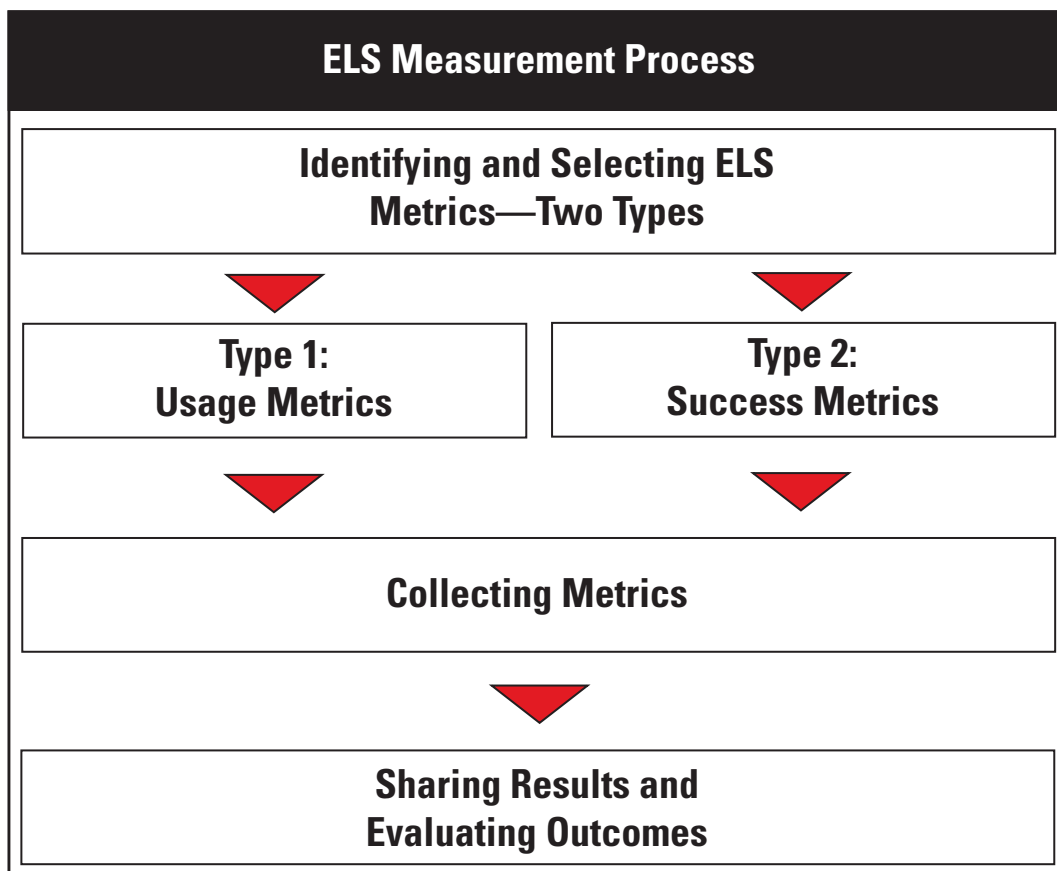 ELS Measurement Process
Identifying and Selecting ELS
Metrics—Two Types
Type 1:
Usage Metrics
Type 2:
Success Metrics
Collecting Metrics
Sharing Results and
Evaluating Outcomes